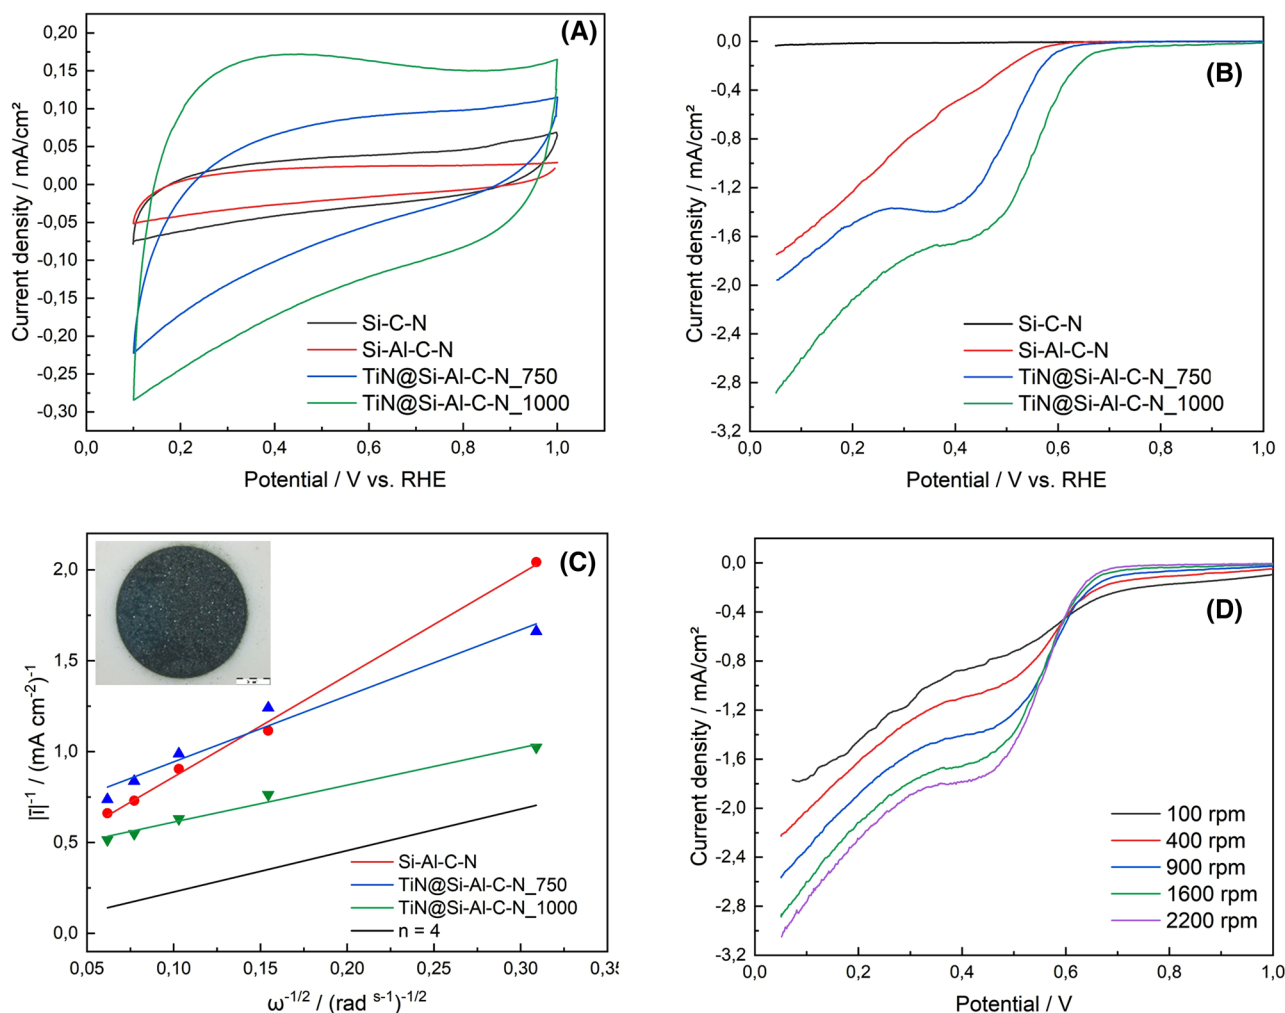 (A)
0,20
0,15
0,10
0,05
0,00
-0,05
-0,10
-0,15
-0,20
-0,25
-0,30
Current density / mA/cm²
Si-C-N
Si-Al-C-N
TiN@Si-Al-C-N_750
TiN@Si-Al-C-N_1000
0,0 0,2 0,4 0,6 0,8 1,0
Potential / V vs. RHE
(B)
0,0
-0,4
-0,8
-1,2
-1,6
-2,0
-2,4
-2,8
-3,2
Current density / mA/cm²
Si-C-N
Si-Al-C-N
TiN@Si-Al-C-N_750
TiN@Si-Al-C-N_1000
0,0 0,2 0,4 0,6 0,8 1,0
Potential / V vs. RHE
(C)
2,0
1,5
1,0
0,5
0,0
|i̅|⁻¹ / (mA cm⁻²)⁻¹
Si-Al-C-N
TiN@Si-Al-C-N_750
TiN@Si-Al-C-N_1000
n = 4
0,05 0,10 0,15 0,20 0,25 0,30
ω⁻¹/² / (rad s⁻¹)⁻¹/²
(D)
0,0
-0,4
-0,8
-1,2
-1,6
-2,0
-2,4
-2,8
-3,2
Current density / mA/cm²
100 rpm
400 rpm
900 rpm
1600 rpm
2200 rpm
0,0 0,2 0,4 0,6 0,8 1,0
Potential / V